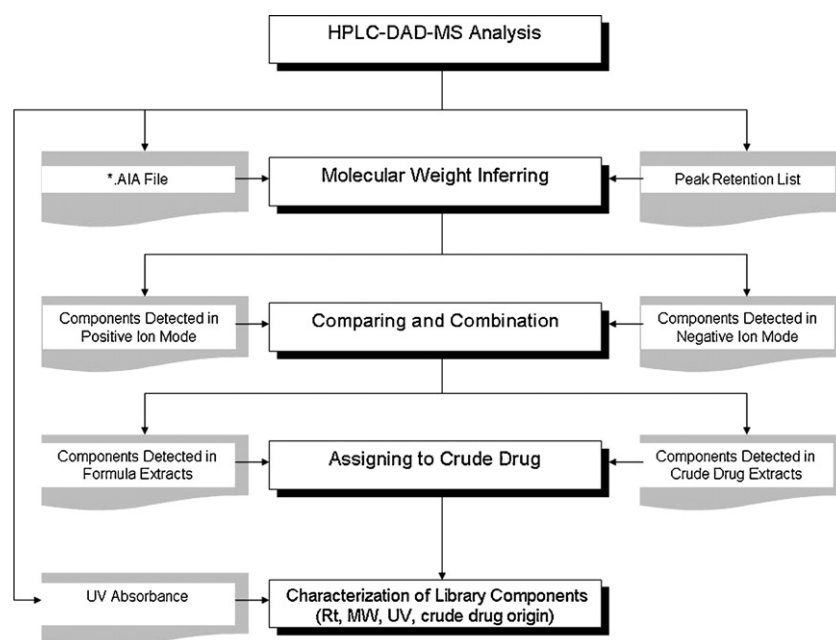 HPLC-DAD-MS Analysis
*.AIA File
Molecular Weight Inferring
Peak Retention List
Components Detected in
Positive Ion Mode
Comparing and Combination
Components Detected in
Negative Ion Mode
Components Detected in
Formula Extracts
Assigning to Crude Drug
Components Detected in
Crude Drug Extracts
UV Absorbance
Characterization of Library Components
(Rt, MW, UV, crude drug origin)